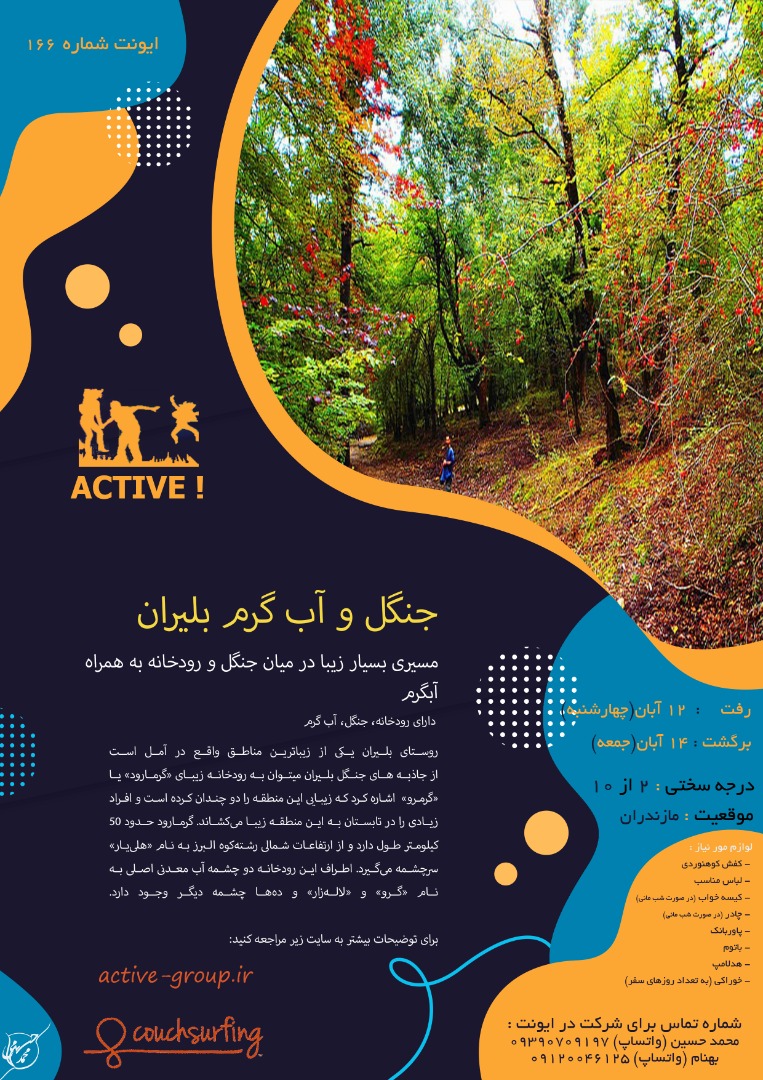 ایونت شماره ۱۶۶
ACTIVE !
جنگل و آب گرم بلیران
مسیری بسیار زیبا در میان جنگل و رودخانه به همراه
آبگرم
دارای رودخانه، جنگل، آب گرم
روستای بلیران یکی از زیباترین مناطق واقع در آمل است
از جاذبه های جنگل بلیران میتوان به رودخانه زیبای «گرمارود» یا
«گرمرو» اشاره کرد که زیبایی این منطقه را دو چندان کرده است و افراد
زیادی را در تابستان به این منطقه زیبا می‌کشاند. گرمارود حدود 50
کیلومتر طول دارد و از ارتفاعات شمالی رشته‌کوه البرز به نام «هلی‌یار»
سرچشمه می‌گیرد. اطراف این رودخانه دو چشمه آب معدنی اصلی به
نام «گرو» و «لاله‌زار» و ده‌ها چشمه دیگر وجود دارد.
برای توضیحات بیشتر به سایت زیر مراجعه کنید:
active-group.ir
couchsurfing
رفت : ۱۲ آبان(چهارشنبه)
برگشت : ۱۴ آبان(جمعه)
درجه سختی : ۲ از ۱۰
موقعیت : مازندران
لوازم مور نیاز :
- کفش کوهنوردی
- لباس مناسب
- کیسه خواب (در صورت شب مانی)
- چادر (در صورت شب مانی)
- پاوربانک
- باتوم
- هدلامپ
- خوراکی (به تعداد روزهای سفر)
شماره تماس برای شرکت در ایونت :
محمد حسین (واتساپ) ۰۹۳۹۰۷۰۹۱۹۷
بهنام (واتساپ) ۰۹۱۲۰۰۴۶۱۲۵